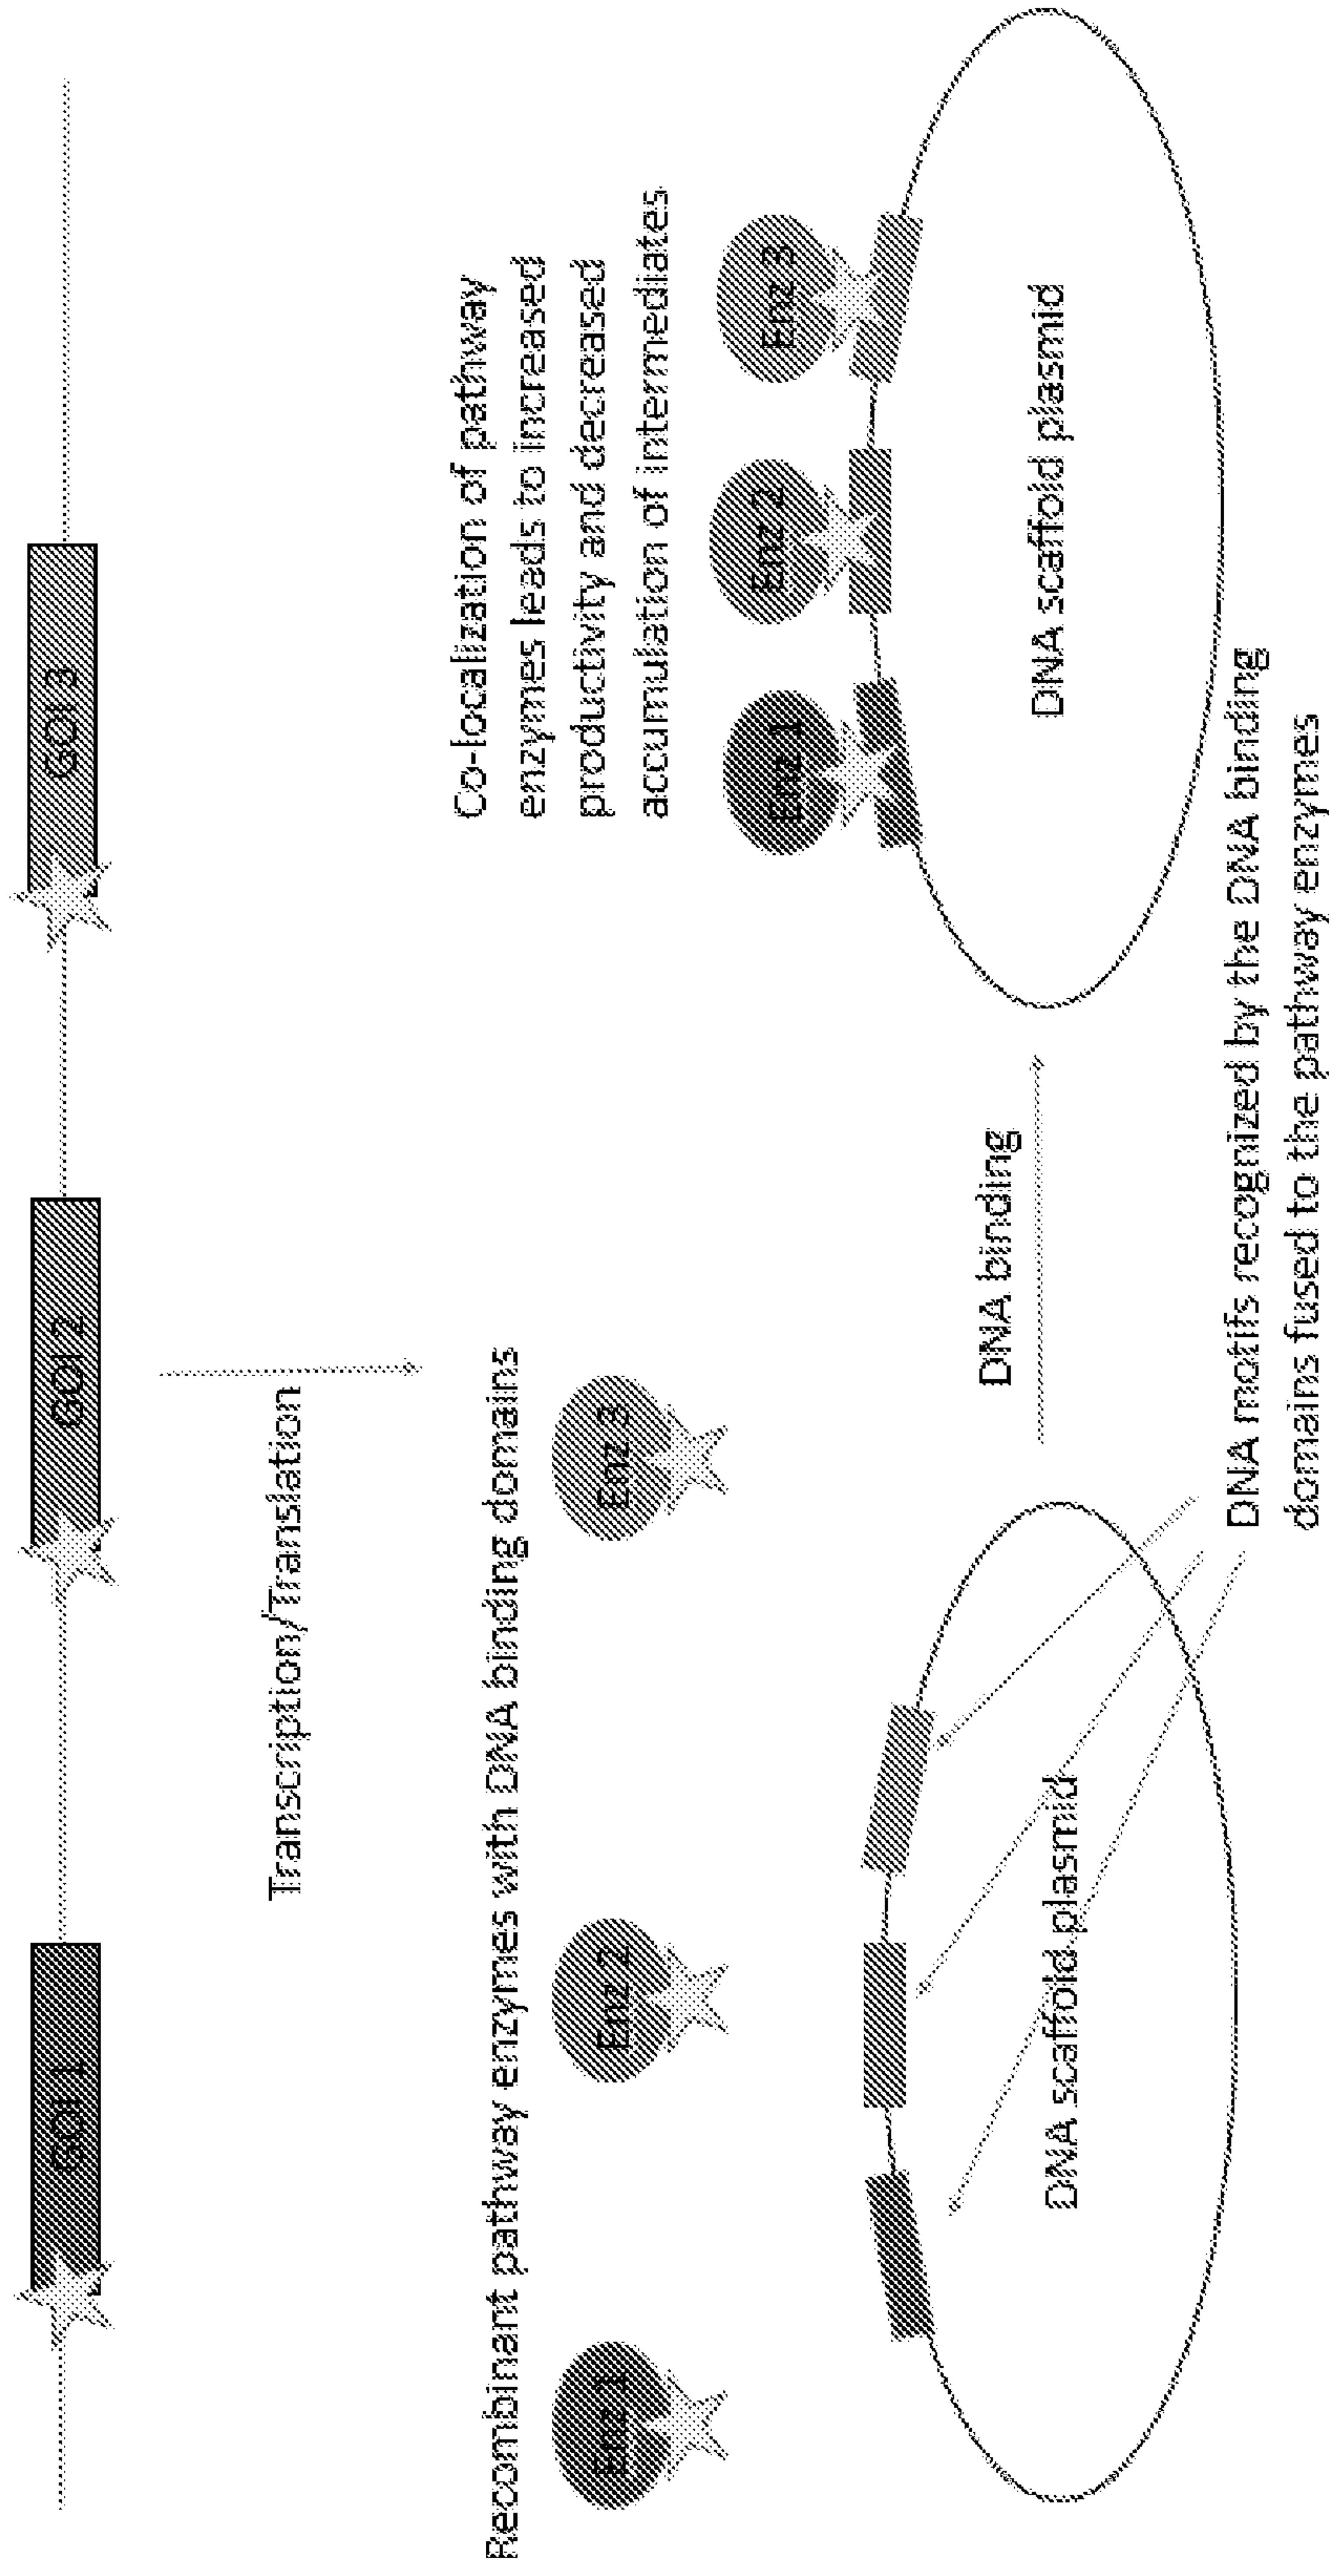 GOI 1
GOI 2
GOI 3
Transcription/Translation
Recombinant pathway enzymes with DNA binding domains
Enz 1
Enz 2
Enz 3
Co-localization of pathway
enzymes leads to increased
productivity and decreased
accumulation of intermediates
Enz 1
Enz 2
Enz 3
DNA scaffold plasmid
DNA binding
DNA scaffold plasmid
DNA motifs recognized by the DNA binding
domains fused to the pathway enzymes